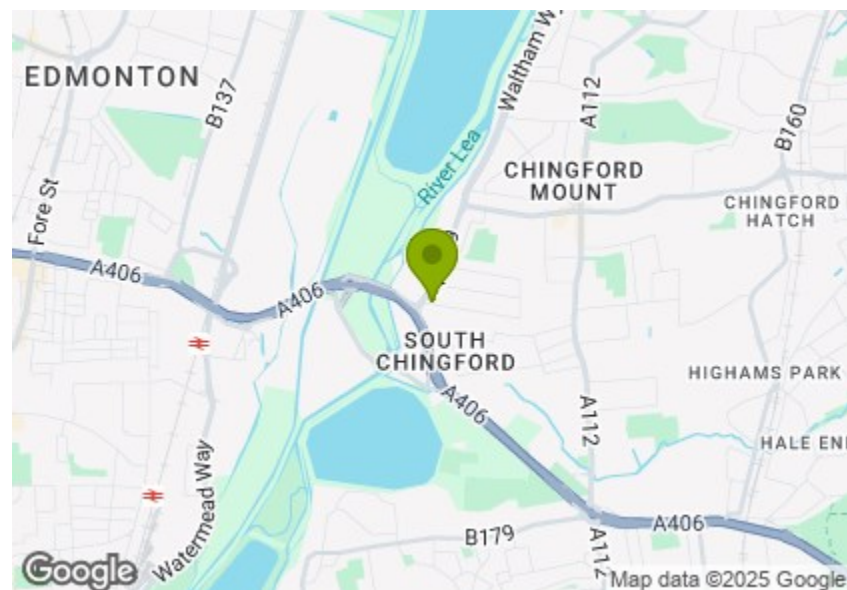 EDMONTON
B137
Waltham W
A112
B160
River Lea
CHINGFORD
MOUNT
CHINGFORD
HATCH
Fore St
A406
A406
SOUTH
CHINGFORD
A406
HIGHAMS PARK
A112
HALE EN
Watermead Way
B179
A406
A112
Google
Map data ©2025 Google